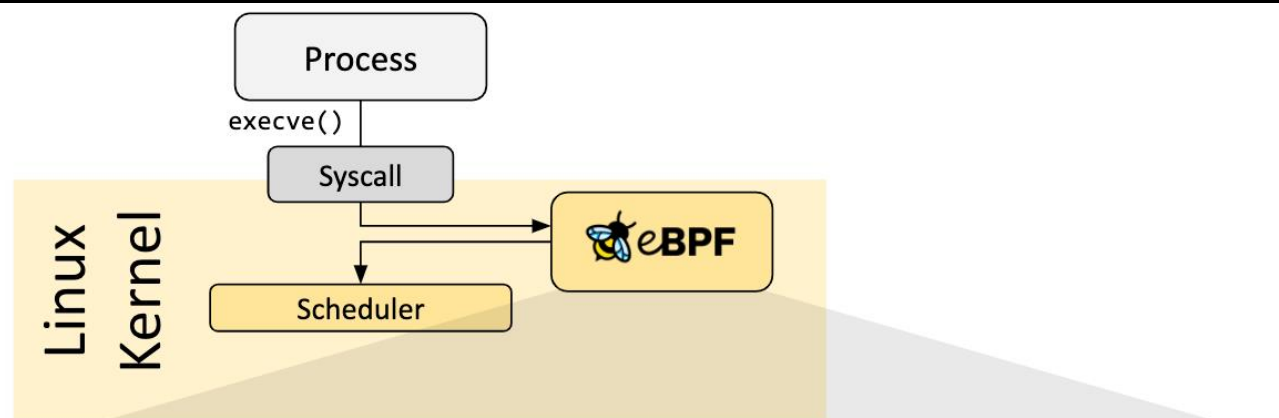 Process
execve()
Syscall
eBPF
Scheduler
Linux
Kernel